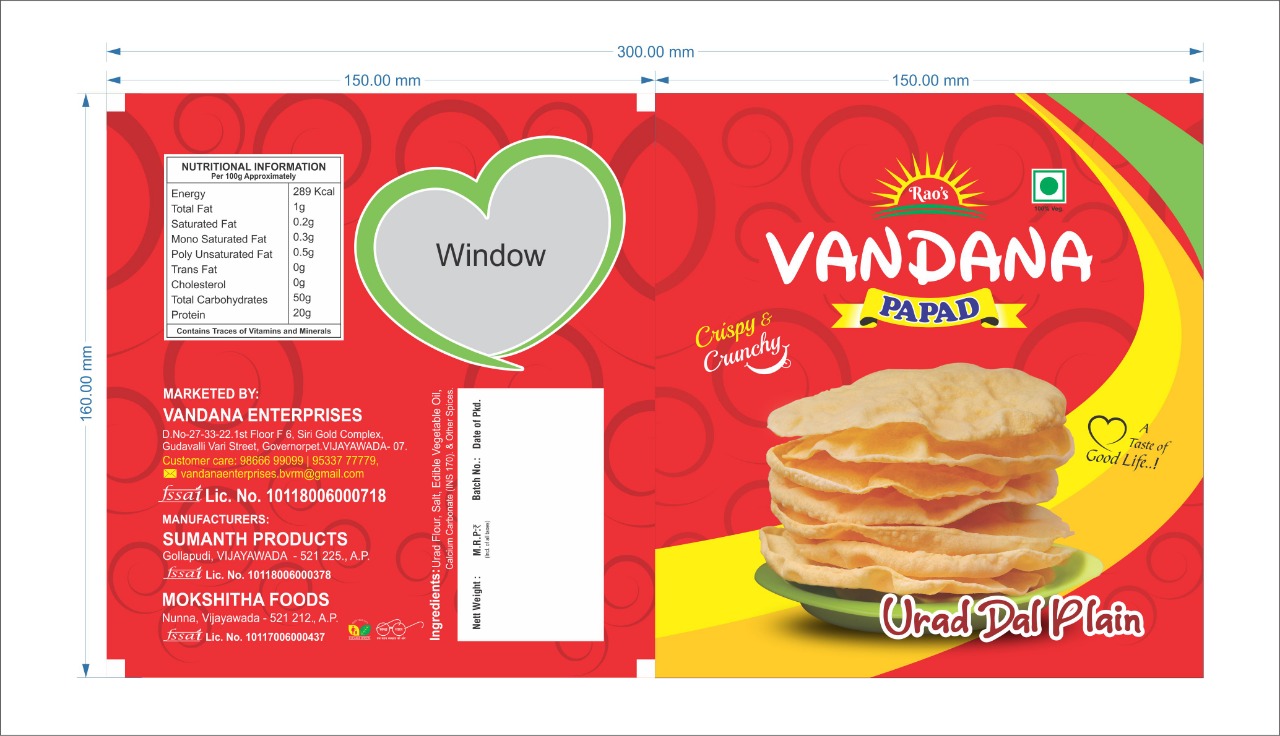 300.00 mm
150.00 mm
150.00 mm
160.00 mm
NUTRITIONAL INFORMATION
Per 100g Approximately
Energy 289 Kcal
Total Fat 1g
Saturated Fat 0.2g
Mono Saturated Fat 0.3g
Poly Unsaturated Fat 0.5g
Trans Fat 0g
Cholesterol 0g
Total Carbohydrates 50g
Protein 20g
Contains Traces of Vitamins and Minerals
Window
MARKETED BY:
VANDANA ENTERPRISES
D.No-27-33-22.1st Floor F 6, Siri Gold Complex,
Gudavalli Vari Street, Governorpet.VIJAYAWADA- 07.
Customer care: 98666 99099 | 95337 77779,
vandanaenterprises.bvrm@gmail.com
fssai Lic. No. 10118006000718
MANUFACTURERS:
SUMANTH PRODUCTS
Gollapudi, VIJAYAWADA - 521 225., A.P.
fssai Lic. No. 10118006000378
MOKSHITHA FOODS
Nunna, Vijayawada - 521 212., A.P.
fssai Lic. No. 10117006000437
Ingredients: Urad Flour, Salt, Edible Vegetable Oil,
Calcium Carbonate (INS 170). & Other Spices.
Nett Weight : M.R.P:₹ Batch No.: Date of Pkd.
(Incl. of all taxes)
Rao's
100% Veg.
VANDANA
PAPAD
Crispy &
Crunchy
A
Taste of
Good Life..!
Urad Dal Plain